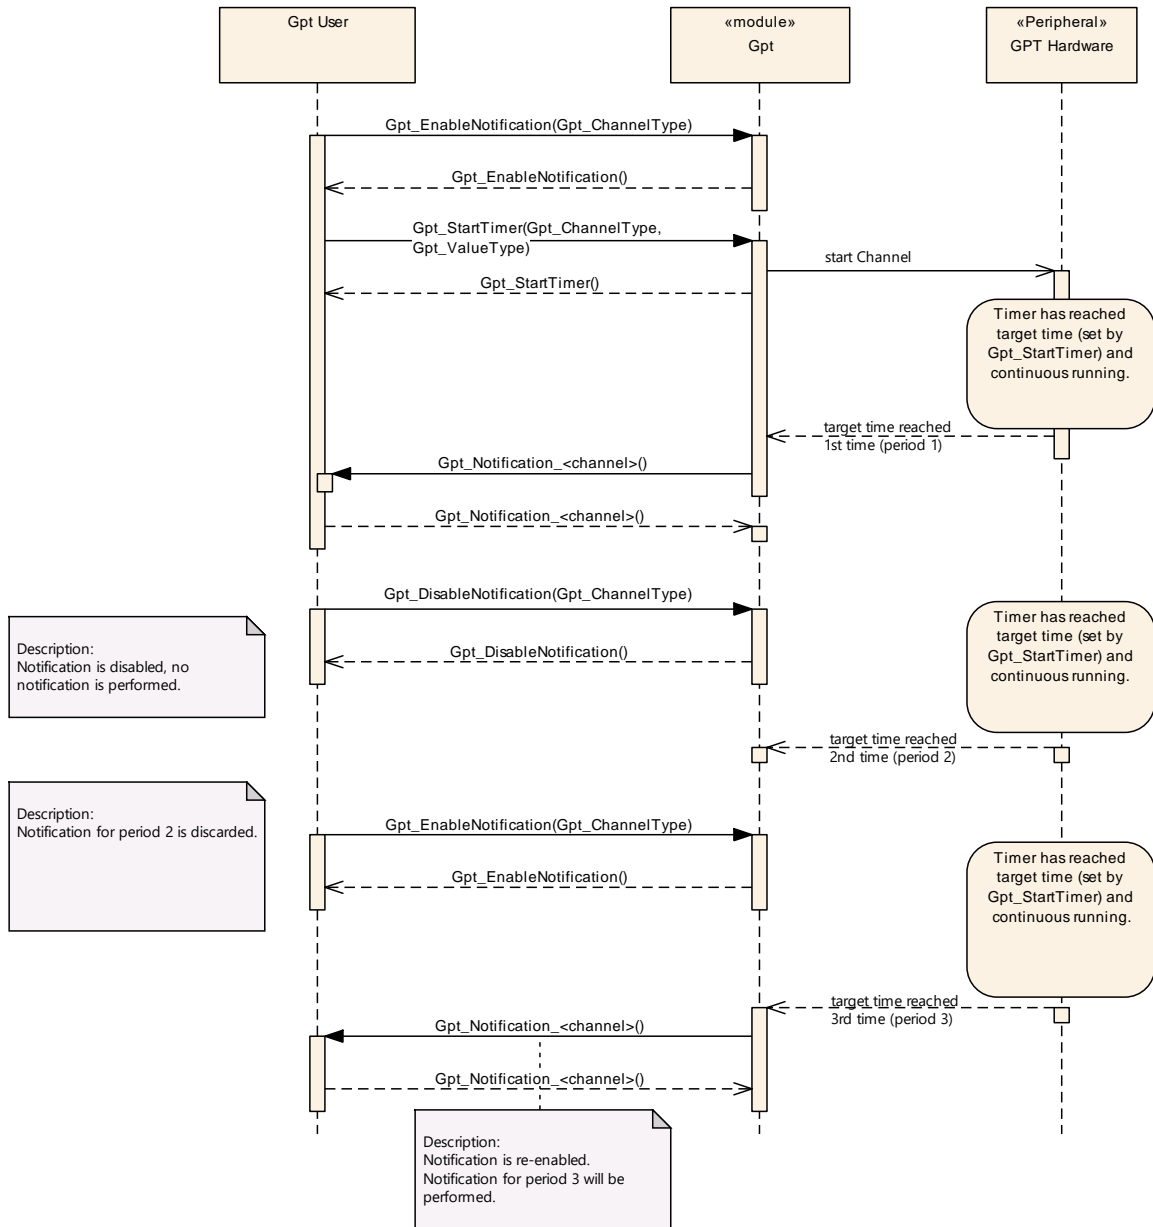 Gpt User
«module»
Gpt
«Peripheral»
GPT Hardware
Gpt_EnableNotification(Gpt_ChannelType)
Gpt_EnableNotification()
Gpt_StartTimer(Gpt_ChannelType,
Gpt_ValueType)
start Channel
Gpt_StartTimer()
Timer has reached
target time (set by
Gpt_StartTimer) and
continuous running.
target time reached
1st time (period 1)
Gpt_Notification_<channel>()
Gpt_Notification_<channel>()
Gpt_DisableNotification(Gpt_ChannelType)
Description:
Notification is disabled, no
notification is performed.
Gpt_DisableNotification()
Timer has reached
target time (set by
Gpt_StartTimer) and
continuous running.
target time reached
2nd time (period 2)
Description:
Notification for period 2 is discarded.
Gpt_EnableNotification(Gpt_ChannelType)
Gpt_EnableNotification()
Timer has reached
target time (set by
Gpt_StartTimer) and
continuous running.
target time reached
3rd time (period 3)
Gpt_Notification_<channel>()
Gpt_Notification_<channel>()
Description:
Notification is re-enabled.
Notification for period 3 will be
performed.